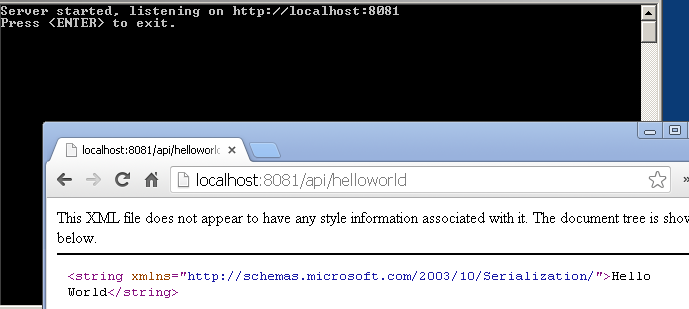 Server started, listening on http://localhost:8081
Press <ENTER> to exit.
localhost:8081/api/helloworld
localhost:8081/api/helloworld
This XML file does not appear to have any style information associated with it. The document tree is show
below.
<string xmlns="http://schemas.microsoft.com/2003/10/Serialization/">Hello
World</string>